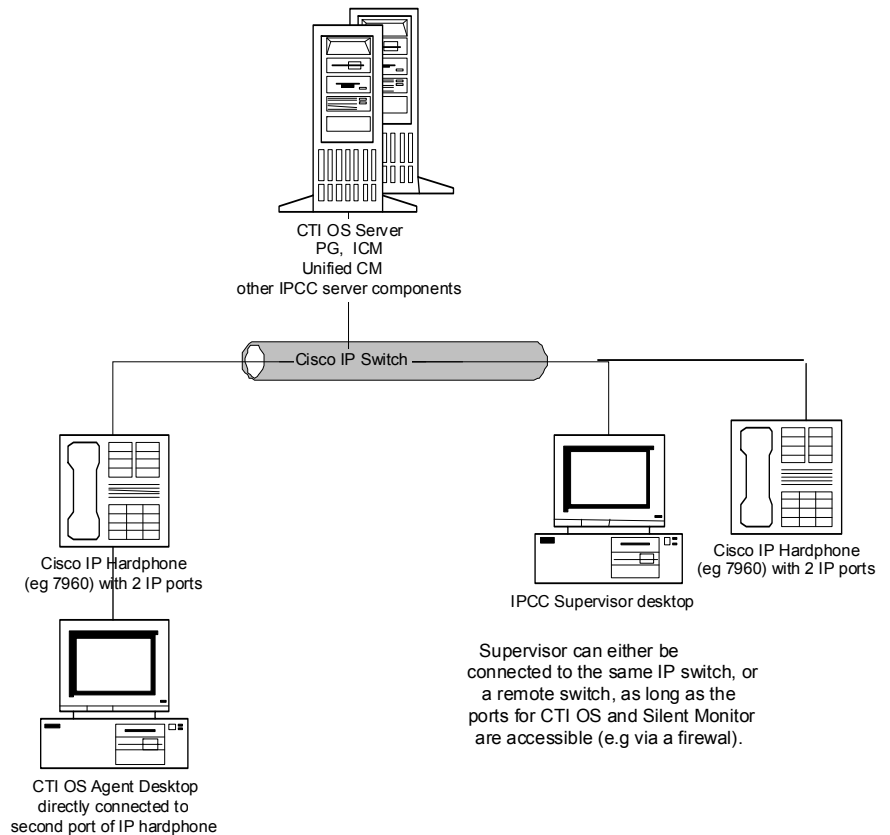 CTI OS Server
PG, ICM
Unified CM
other IPCC server components
Cisco IP Switch
Cisco IP Hardphone
(eg 7960) with 2 IP ports
IPCC Supervisor desktop
Cisco IP Hardphone
(eg 7960) with 2 IP ports
Supervisor can either be
connected to the same IP switch, or
a remote switch, as long as the
ports for CTI OS and Silent Monitor
are accessible (e.g via a firewal).
CTI OS Agent Desktop
directly connected to
second port of IP hardphone